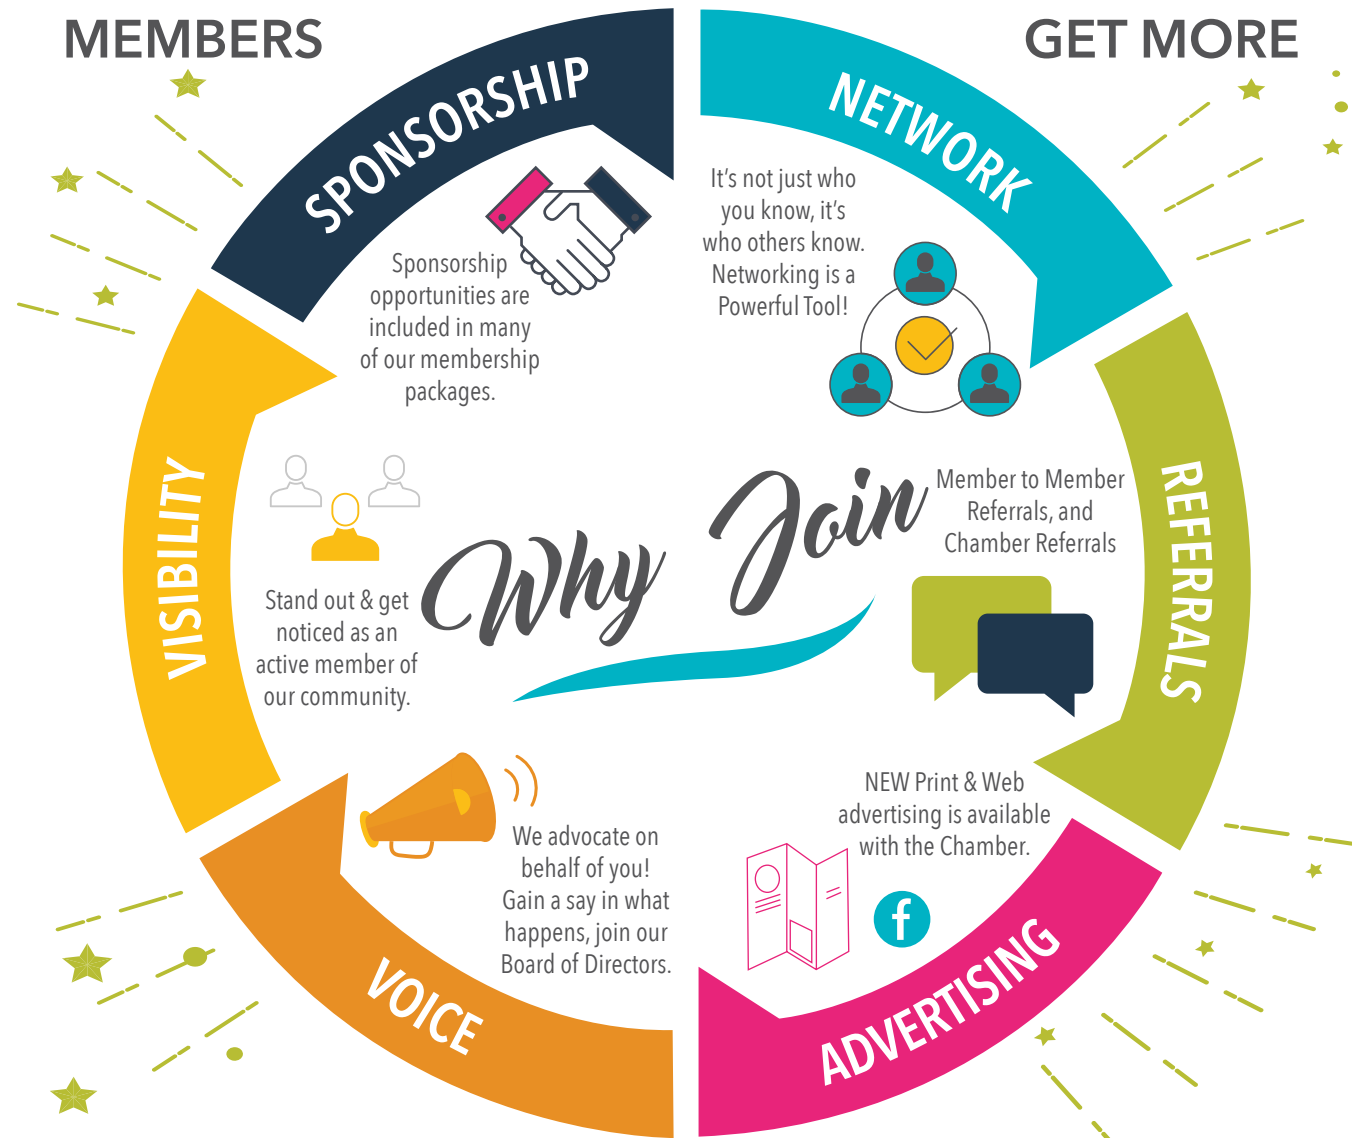 MEMBERS
GET MORE
SPONSORSHIP
Sponsorship
opportunities are
included in many
of our membership
packages.
NETWORK
It's not just who
you know, it's
who others know.
Networking is a
Powerful Tool!
REFERRALS
Member to Member
Referrals, and
Chamber Referrals
Why Join
VISIBILITY
Stand out & get
noticed as an
active member of
our community.
VOICE
We advocate on
behalf of you!
Gain a say in what
happens, join our
Board of Directors.
ADVERTISING
NEW Print & Web
advertising is available
with the Chamber.
f